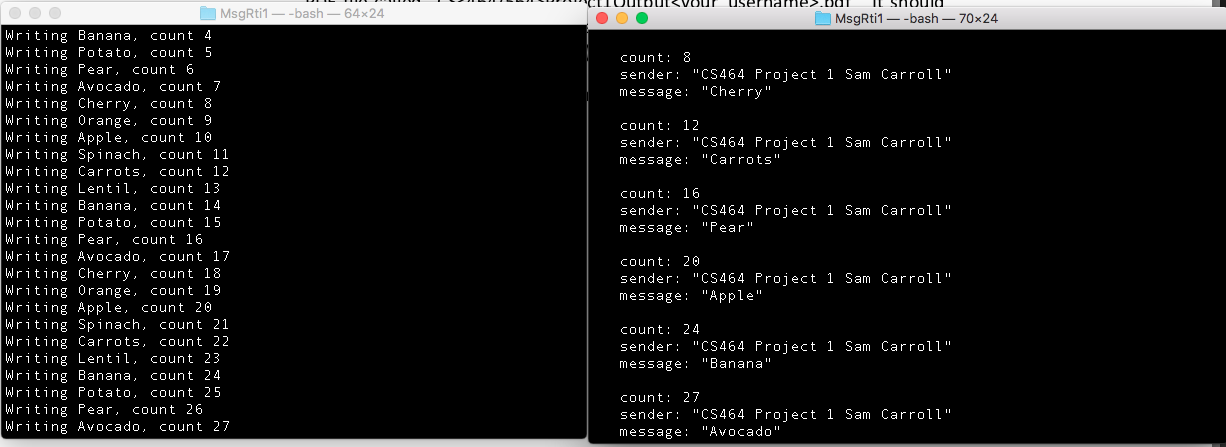 MsgRti1 — -bash — 64×24
Writing Banana, count 4
Writing Potato, count 5
Writing Pear, count 6
Writing Avocado, count 7
Writing Cherry, count 8
Writing Orange, count 9
Writing Apple, count 10
Writing Spinach, count 11
Writing Carrots, count 12
Writing Lentil, count 13
Writing Banana, count 14
Writing Potato, count 15
Writing Pear, count 16
Writing Avocado, count 17
Writing Cherry, count 18
Writing Orange, count 19
Writing Apple, count 20
Writing Spinach, count 21
Writing Carrots, count 22
Writing Lentil, count 23
Writing Banana, count 24
Writing Potato, count 25
Writing Pear, count 26
Writing Avocado, count 27
MsgRti1 — -bash — 70×24
count: 8
sender: "CS464 Project 1 Sam Carroll"
message: "Cherry"
count: 12
sender: "CS464 Project 1 Sam Carroll"
message: "Carrots"
count: 16
sender: "CS464 Project 1 Sam Carroll"
message: "Pear"
count: 20
sender: "CS464 Project 1 Sam Carroll"
message: "Apple"
count: 24
sender: "CS464 Project 1 Sam Carroll"
message: "Banana"
count: 27
sender: "CS464 Project 1 Sam Carroll"
message: "Avocado"